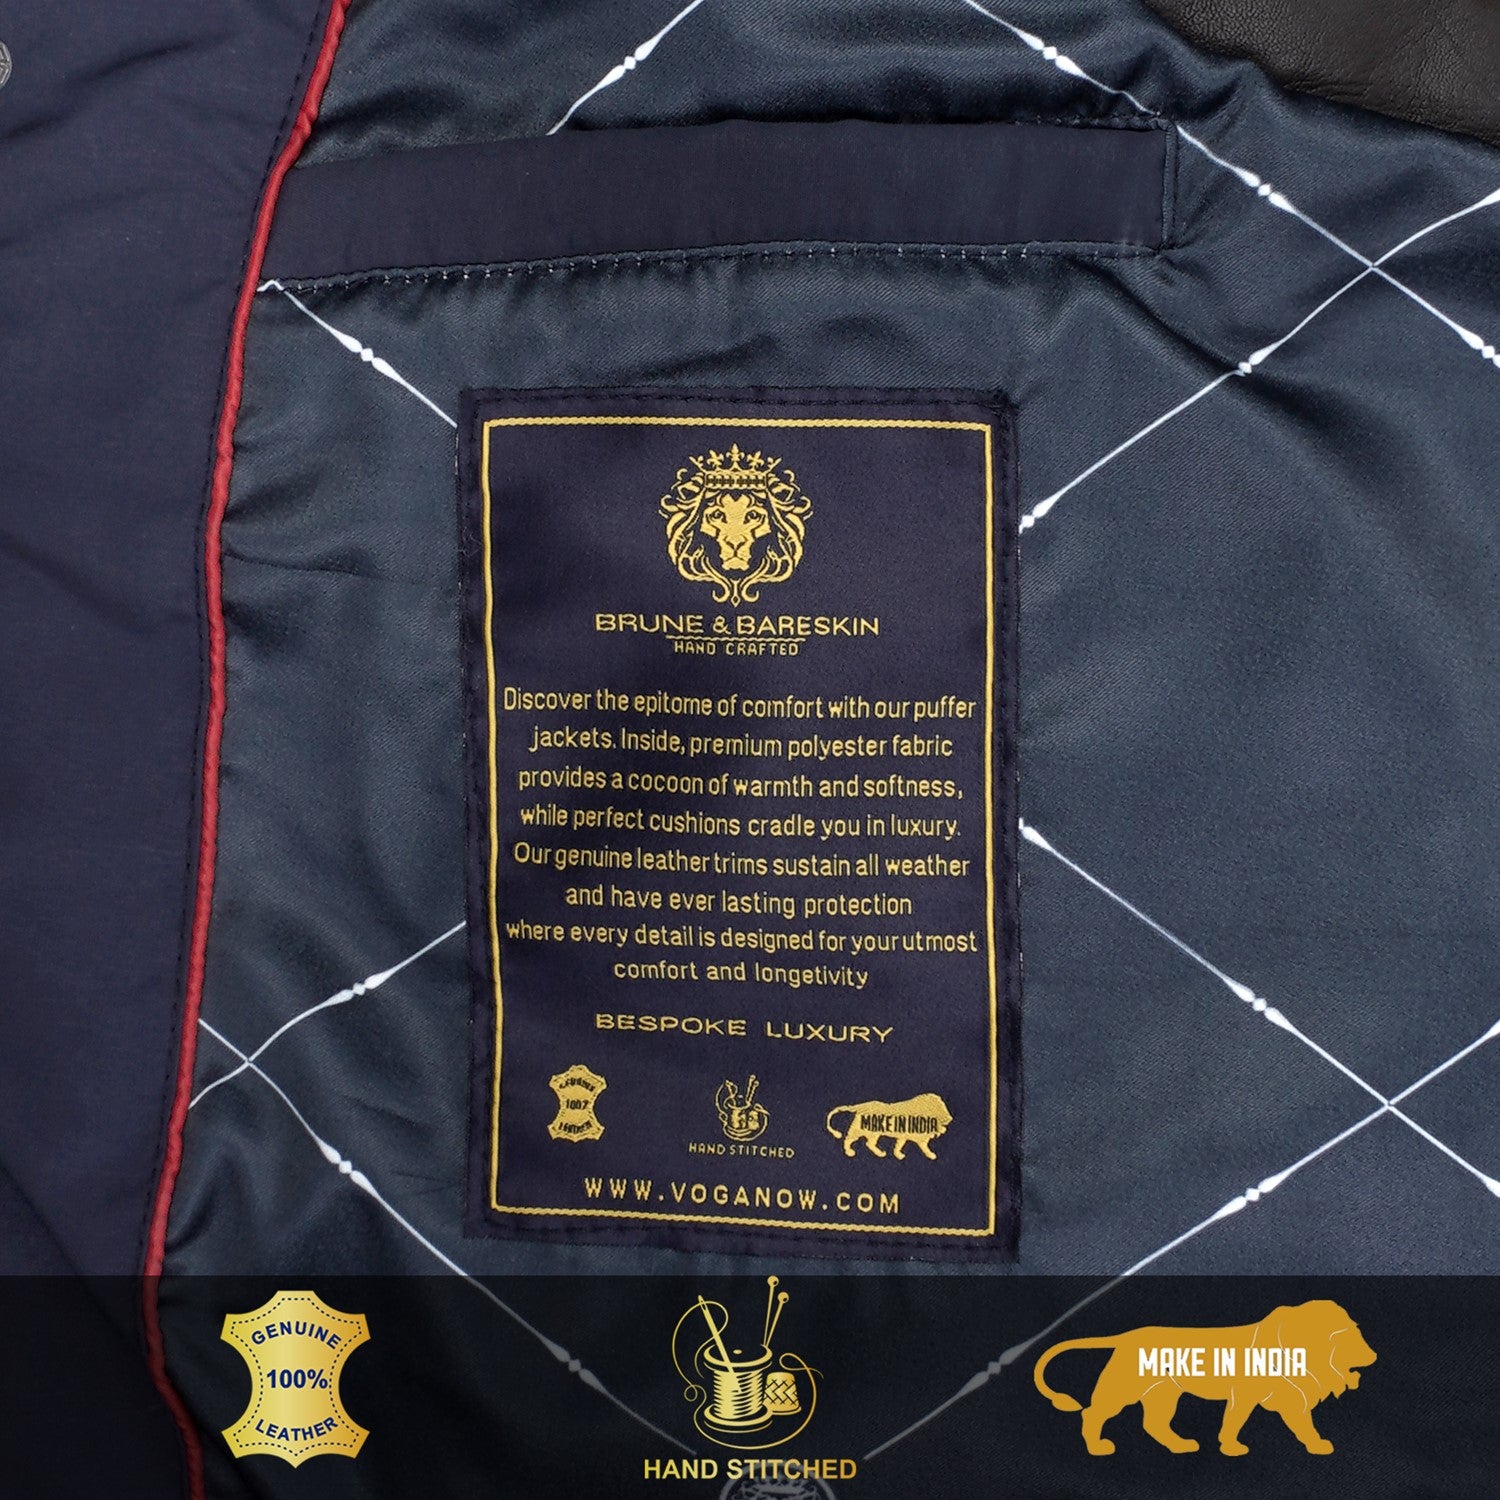 BRUNE & BARESKIN
HAND CRAFTED
Discover the epitome of comfort with our puffer
jackets. Inside, premium polyester fabric
provides a cocoon of warmth and softness,
while perfect cushions cradle you in luxury.
Our genuine leather trims sustain all weather
and have ever lasting protection
where every detail is designed for your utmost
comfort and longetivity
BESPOKE LUXURY
GENUINE
100%
LEATHER
HAND STITCHED
MAKE IN INDIA
WWW.VOGANOW.COM
GENUINE
100%
LEATHER
HAND STITCHED
MAKE IN INDIA